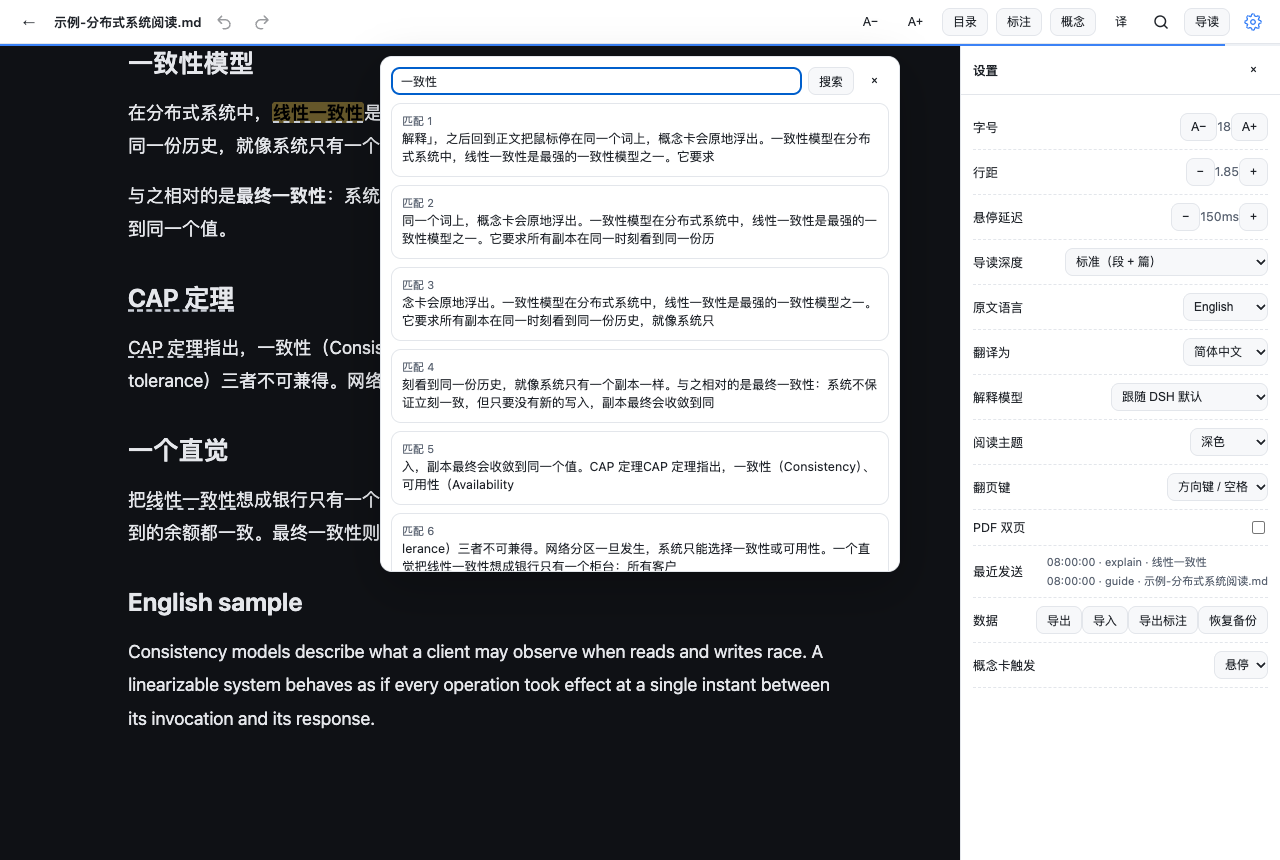 ← 示例-分布式系统阅读.md A− A+ 目录 标注 概念 译 导读
一致性模型
在分布式系统中，线性一致性是
同一份历史，就像系统只有一个
与之相对的是最终一致性：系统
到同一个值。
CAP 定理
CAP 定理指出，一致性（Consis
tolerance）三者不可兼得。网络
一个直觉
把线性一致性想成银行只有一个
到的余额都一致。最终一致性则
English sample
Consistency models describe what a client may observe when reads and writes race. A
linearizable system behaves as if every operation took effect at a single instant between
its invocation and its response.
一致性 搜索 ×
匹配 1
解释」，之后回到正文把鼠标停在同一个词上，概念卡会原地浮出。一致性模型在分布
式系统中，线性一致性是最强的一致性模型之一。它要求
匹配 2
同一个词上，概念卡会原地浮出。一致性模型在分布式系统中，线性一致性是最强的一
致性模型之一。它要求所有副本在同一时刻看到同一份历
匹配 3
念卡会原地浮出。一致性模型在分布式系统中，线性一致性是最强的一致性模型之一。
它要求所有副本在同一时刻看到同一份历史，就像系统只
匹配 4
刻看到同一份历史，就像系统只有一个副本一样。与之相对的是最终一致性：系统不保
证立刻一致，但只要没有新的写入，副本最终会收敛到同
匹配 5
入，副本最终会收敛到同一个值。CAP 定理CAP 定理指出，一致性（Consistency）、
可用性（Availability
匹配 6
lerance）三者不可兼得。网络分区一旦发生，系统只能选择一致性或可用性。一个直
觉把线性一致性想成银行只有一个柜台：所有客户
设置 ×
字号 A− 18 A+
行距 − 1.85 +
悬停延迟 − 150ms +
导读深度 标准（段 + 篇）
原文语言 English
翻译为 简体中文
解释模型 跟随 DSH 默认
阅读主题 深色
翻页键 方向键 / 空格
PDF 双页
最近发送 08:00:00 · explain · 线性一致性
08:00:00 · guide · 示例-分布式系统阅读.md
数据 导出 导入 导出标注 恢复备份
概念卡触发 悬停